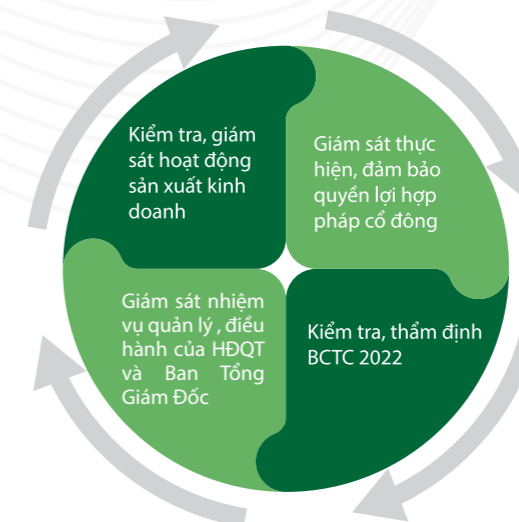 Kiểm tra, giám
sát hoạt động
sản xuất kinh
doanh
Giám sát thực
hiện, đảm bảo
quyền lợi hợp
pháp cổ đông
Giám sát nhiệm
vụ quản lý , điều
hành của HĐQT
và Ban Tổng
Giám Đốc
Kiểm tra, thẩm định
BCTC 2022